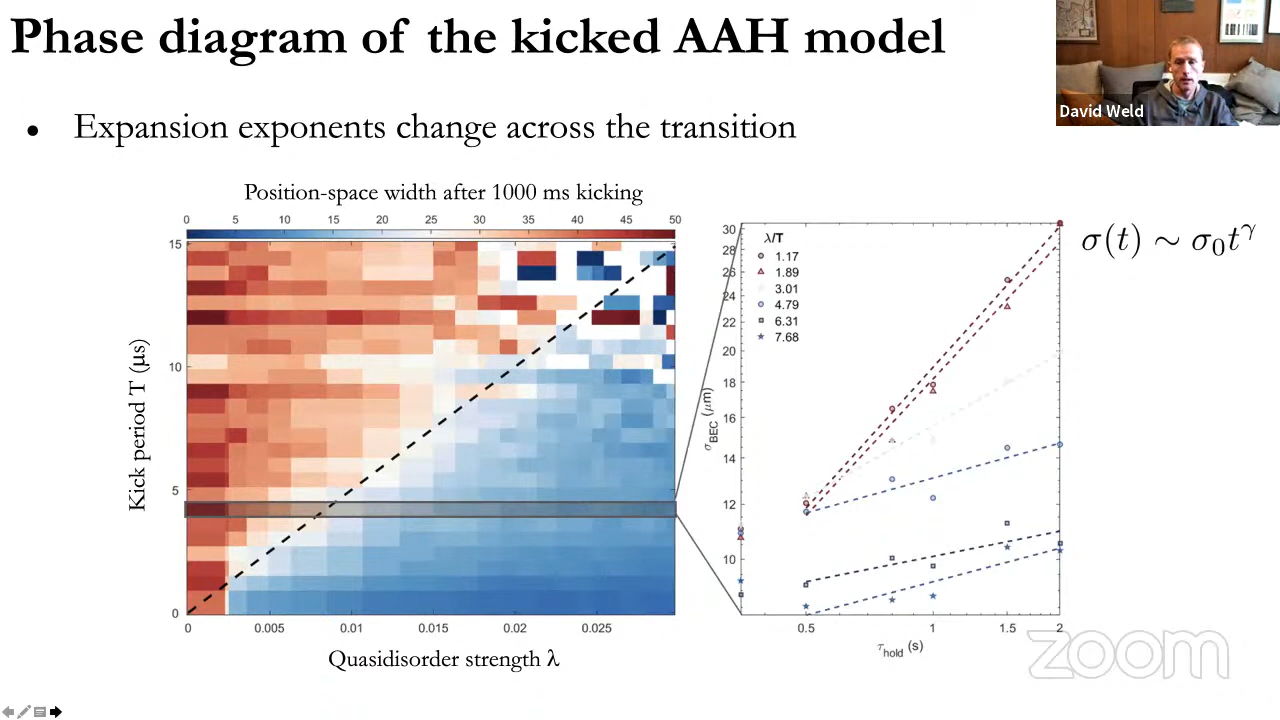 Phase diagram of the kicked AAH model
David Weld
● Expansion exponents change across the transition
Position-space width after 1000 ms kicking
0 5 10 15 20 25 30 35 40 45 50
Kick period T (μs)
15
10
5
0
0 0.005 0.01 0.015 0.02 0.025
Quasidisorder strength λ
σ(t) ∼ σ₀t^γ
λ/T
1.17
1.89
3.01
4.79
6.31
7.68
σBEC (μm)
30
28
26
24
22
20
18
16
14
12
10
0.5 1 1.5 2
τhold (s)
zoom